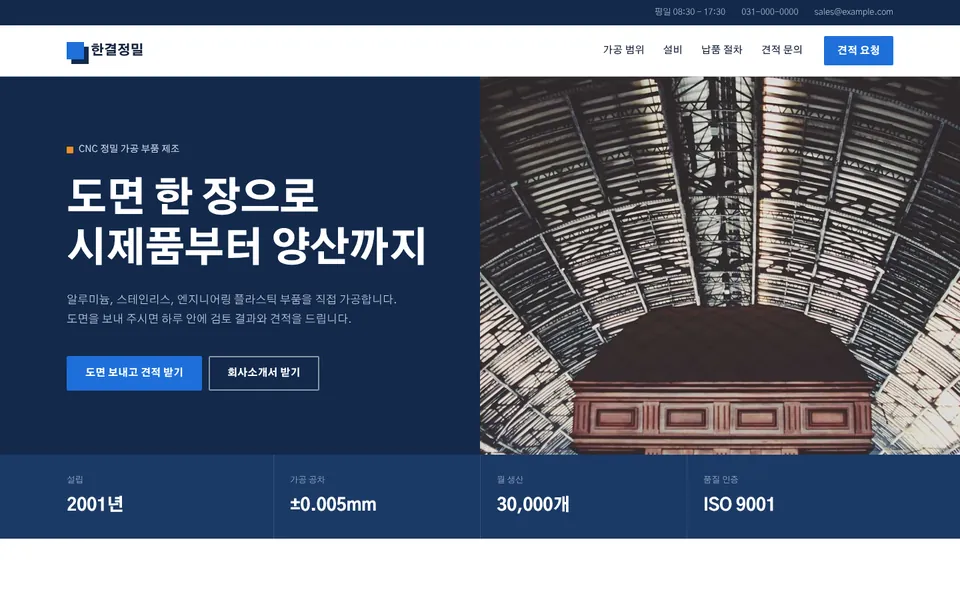 평일 08:30 – 17:30 031-000-0000 sales@example.com
한결정밀
가공 범위 설비 납품 절차 견적 문의 견적 요청
CNC 정밀 가공 부품 제조
도면 한 장으로
시제품부터 양산까지
알루미늄, 스테인리스, 엔지니어링 플라스틱 부품을 직접 가공합니다.
도면을 보내 주시면 하루 안에 검토 결과와 견적을 드립니다.
도면 보내고 견적 받기 회사소개서 받기
설립 가공 공차 월 생산 품질 인증
2001년 ±0.005mm 30,000개 ISO 9001